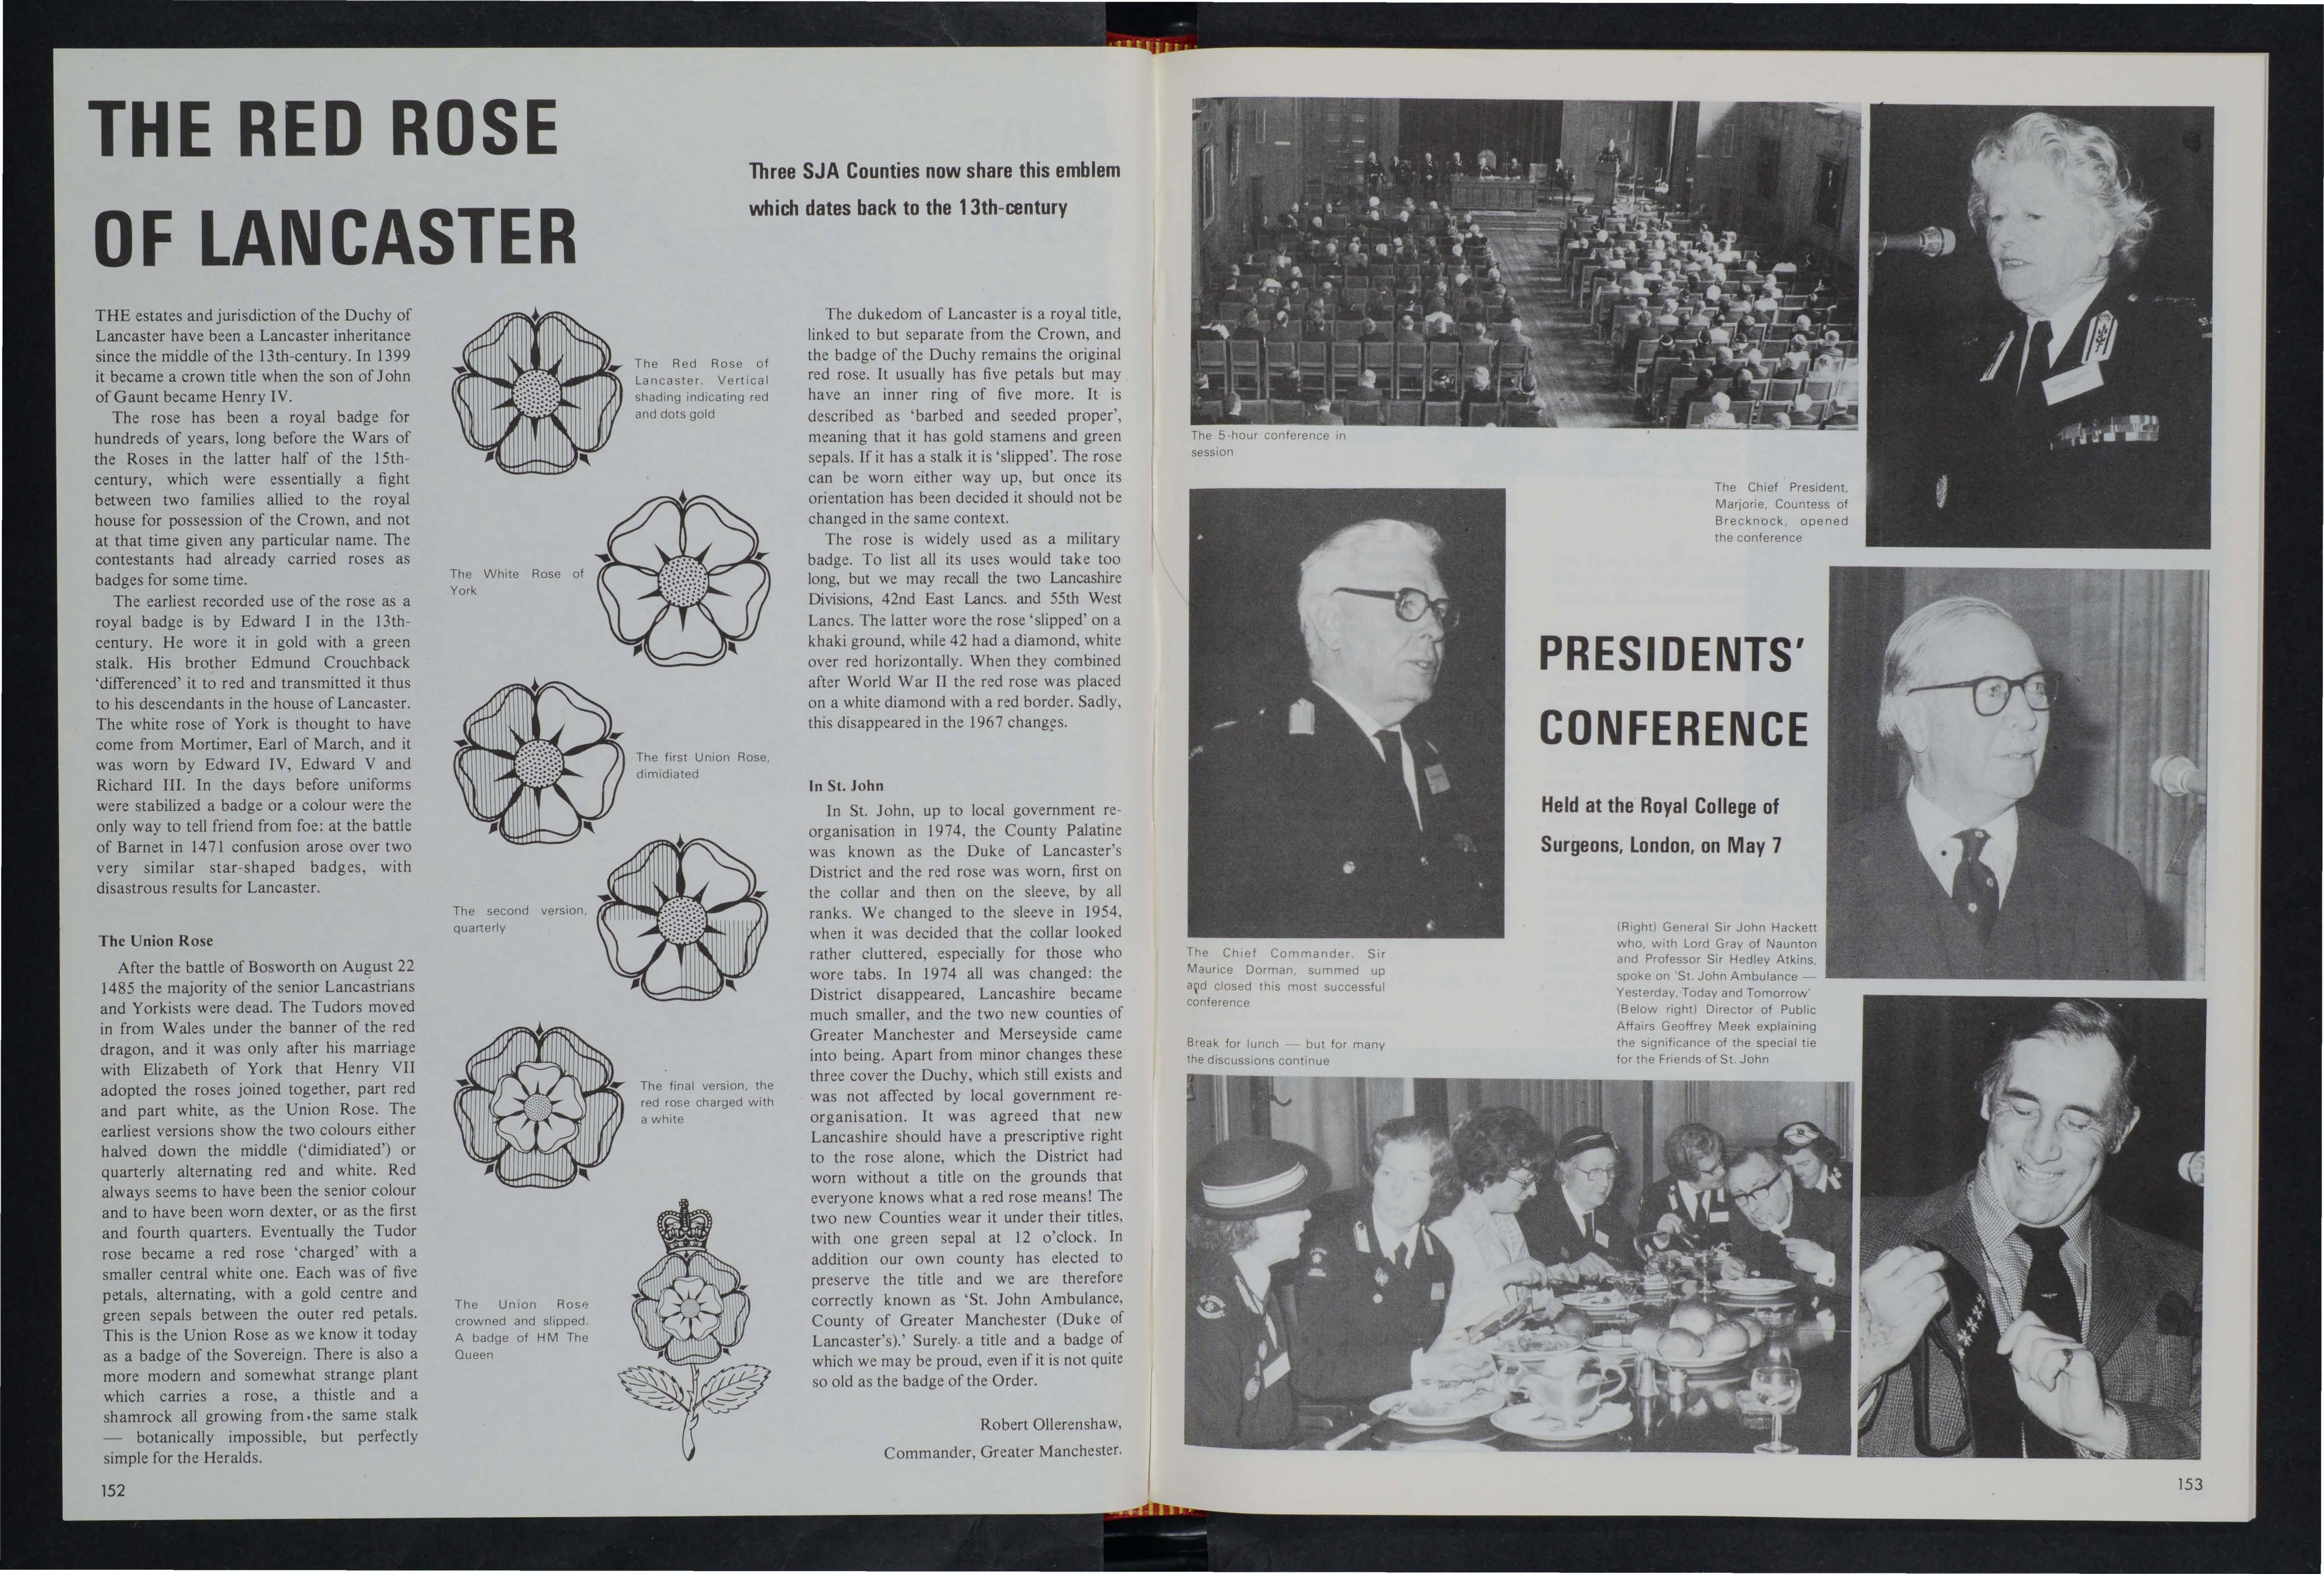 THE RED ROSE
OF LANCASTER
Three SJA Counties now share this emblem
which dates back to the 13th-century
THE estates and jurisdiction of the Duchy of
Lancaster have been a Lancaster inheritance
since the middle of the 13th-century. In 1399
it became a crown title when the son of John
of Gaunt became Henry IV.
The rose has been a royal badge for
hundreds of years, long before the Wars of
the Roses in the latter half of the 15th-
century, which were essentially a fight
between two families allied to the royal
house for possession of the Crown, and not
at that time given any particular name. The
contestants had already carried roses as
badges for some time.
The earliest recorded use of the rose as a
royal badge is by Edward I in the 13th-
century. He wore it in gold with a green
stalk. His brother Edmund Crouchback
‘differenced’ it to red and transmitted it thus
to his descendants in the house of Lancaster.
The white rose of York is thought to have
come from Mortimer, Earl of March, and it
was worn by Edward IV, Edward V and
Richard III. In the days before uniforms
were stabilized a badge or a colour were the
only way to tell friend from foe: at the battle
of Barnet in 1471 confusion arose over two
very similar star-shaped badges, with
disastrous results for Lancaster.
The Union Rose
After the battle of Bosworth on August 22
1485 the majority of the senior Lancastrians
and Yorkists were dead. The Tudors moved
in from Wales under the banner of the red
dragon, and it was only after his marriage
with Elizabeth of York that Henry VII
adopted the roses joined together, part red
and part white, as the Union Rose. The
earliest versions show the two colours either
halved down the middle (‘dimidiated’) or
quarterly alternating red and white. Red
always seems to have been the senior colour
and to have been worn dexter, or as the first
and fourth quarters. Eventually the Tudor
rose became a red rose ‘charged’ with a
smaller central white one. Each was of five
petals, alternating, with a gold centre and
green sepals between the outer red petals.
This is the Union Rose as we know it today
as a badge of the Sovereign. There is also a
more modern and somewhat strange plant
which carries a rose, a thistle and a
shamrock all growing from the same stalk
— botanically impossible, but perfectly
simple for the Heralds.
152
The Red Rose of
Lancaster. Vertical
shading indicating red
and dots gold
The White Rose of
York
The first Union Rose,
dimidiated
The second version,
quarterly
The final version, the
red rose charged with
a white
The Union Rose
crowned and slipped.
A badge of HM The
Queen
The dukedom of Lancaster is a royal title,
linked to but separate from the Crown, and
the badge of the Duchy remains the original
red rose. It usually has five petals but may
have an inner ring of five more. It is
described as ‘barbed and seeded proper’,
meaning that it has gold stamens and green
sepals. If it has a stalk it is ‘slipped’. The rose
can be worn either way up, but once its
orientation has been decided it should not be
changed in the same context.
The rose is widely used as a military
badge. To list all its uses would take too
long, but we may recall the two Lancashire
Divisions, 42nd East Lancs. and 55th West
Lancs. The latter wore the rose ‘slipped’ on a
khaki ground, while 42 had a diamond, white
over red horizontally. When they combined
after World War II the red rose was placed
on a white diamond with a red border. Sadly,
this disappeared in the 1967 changes.
In St. John
In St. John, up to local government re-
organisation in 1974, the County Palatine
was known as the Duke of Lancaster’s
District and the red rose was worn, first on
the collar and then on the sleeve, by all
ranks. We changed to the sleeve in 1954,
when it was decided that the collar looked
rather cluttered, especially for those who
wore tabs. In 1974 all was changed: the
District disappeared, Lancashire became
much smaller, and the two new counties of
Greater Manchester and Merseyside came
into being. Apart from minor changes these
three cover the Duchy, which still exists and
was not affected by local government re-
organisation. It was agreed that new
Lancashire should have a prescriptive right
to the rose alone, which the District had
worn without a title on the grounds that
everyone knows what a red rose means! The
two new Counties wear it under their titles,
with one green sepal at 12 o’clock. In
addition our own county has elected to
preserve the title and we are therefore
correctly known as ‘St. John Ambulance,
County of Greater Manchester (Duke of
Lancaster’s).’ Surely a title and a badge of
which we may be proud, even if it is not quite
so old as the badge of the Order.
Robert Ollerenshaw,
Commander, Greater Manchester.
The 5-hour conference in
session
The Chief President,
Marjorie, Countess of
Brecknock, opened
the conference
PRESIDENTS’
CONFERENCE
Held at the Royal College of
Surgeons, London, on May 7
The Chief Commander, Sir
Maurice Dorman, summed up
and closed this most successful
conference
Break for lunch — but for many
the discussions continue
(Right) General Sir John Hackett
who, with Lord Gray of Naunton
and Professor Sir Hedley Atkins,
spoke on ‘St. John Ambulance —
Yesterday, Today and Tomorrow’
(Below right) Director of Public
Affairs Geoffrey Meek explaining
the significance of the special tie
for the Friends of St. John
153